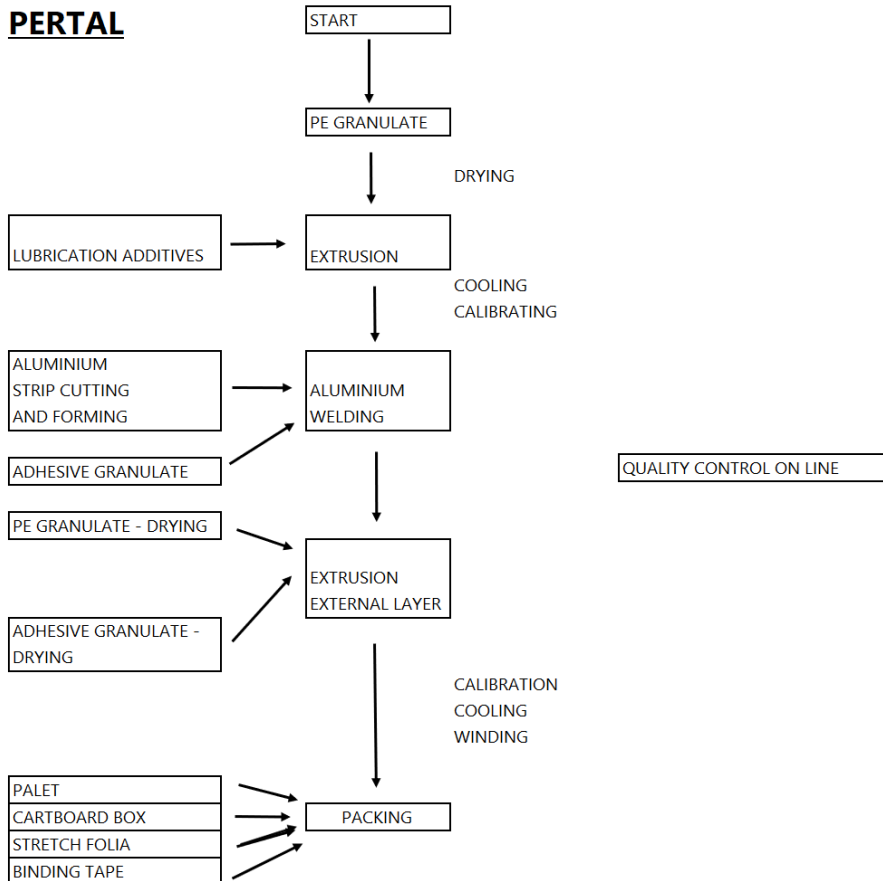 PERTAL
START
PE GRANULATE
DRYING
LUBRICATION ADDITIVES
EXTRUSION
COOLING
CALIBRATING
ALUMINIUM
STRIP CUTTING
AND FORMING
ALUMINIUM
WELDING
ADHESIVE GRANULATE
QUALITY CONTROL ON LINE
PE GRANULATE - DRYING
EXTRUSION
EXTERNAL LAYER
ADHESIVE GRANULATE -
DRYING
CALIBRATION
COOLING
WINDING
PALET
CARTBOARD BOX
STRETCH FOLIA
BINDING TAPE
PACKING